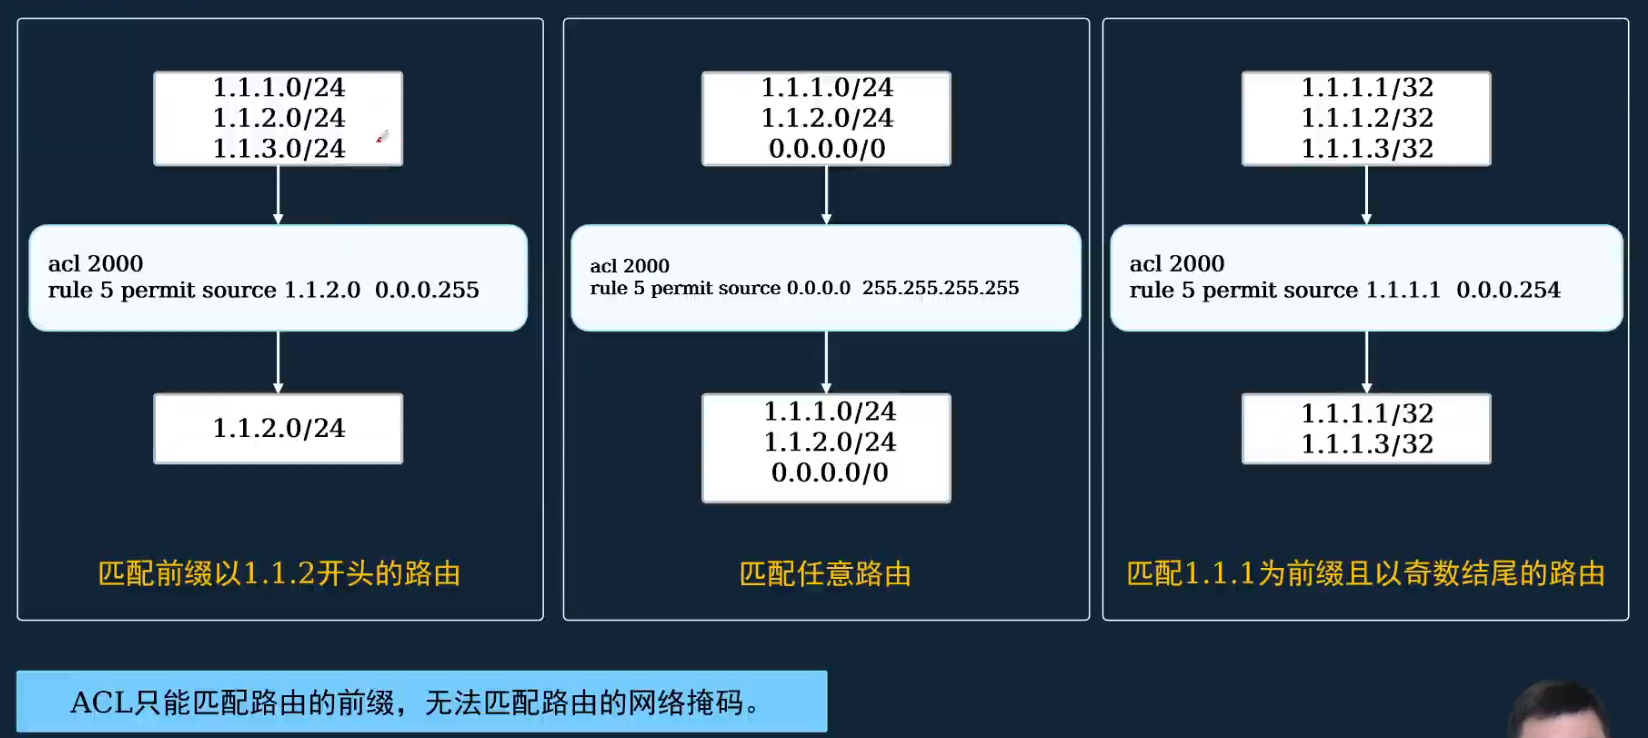 1.1.1.0/24
1.1.2.0/24
1.1.3.0/24
acl 2000
rule 5 permit source 1.1.2.0 0.0.0.255
1.1.2.0/24
匹配前缀以1.1.2开头的路由
1.1.1.0/24
1.1.2.0/24
0.0.0.0/0
acl 2000
rule 5 permit source 0.0.0.0 255.255.255.255
1.1.1.0/24
1.1.2.0/24
0.0.0.0/0
匹配任意路由
1.1.1.1/32
1.1.1.2/32
1.1.1.3/32
acl 2000
rule 5 permit source 1.1.1.1 0.0.0.254
1.1.1.1/32
1.1.1.3/32
匹配1.1.1为前缀且以奇数结尾的路由
ACL只能匹配路由的前缀，无法匹配路由的网络掩码。